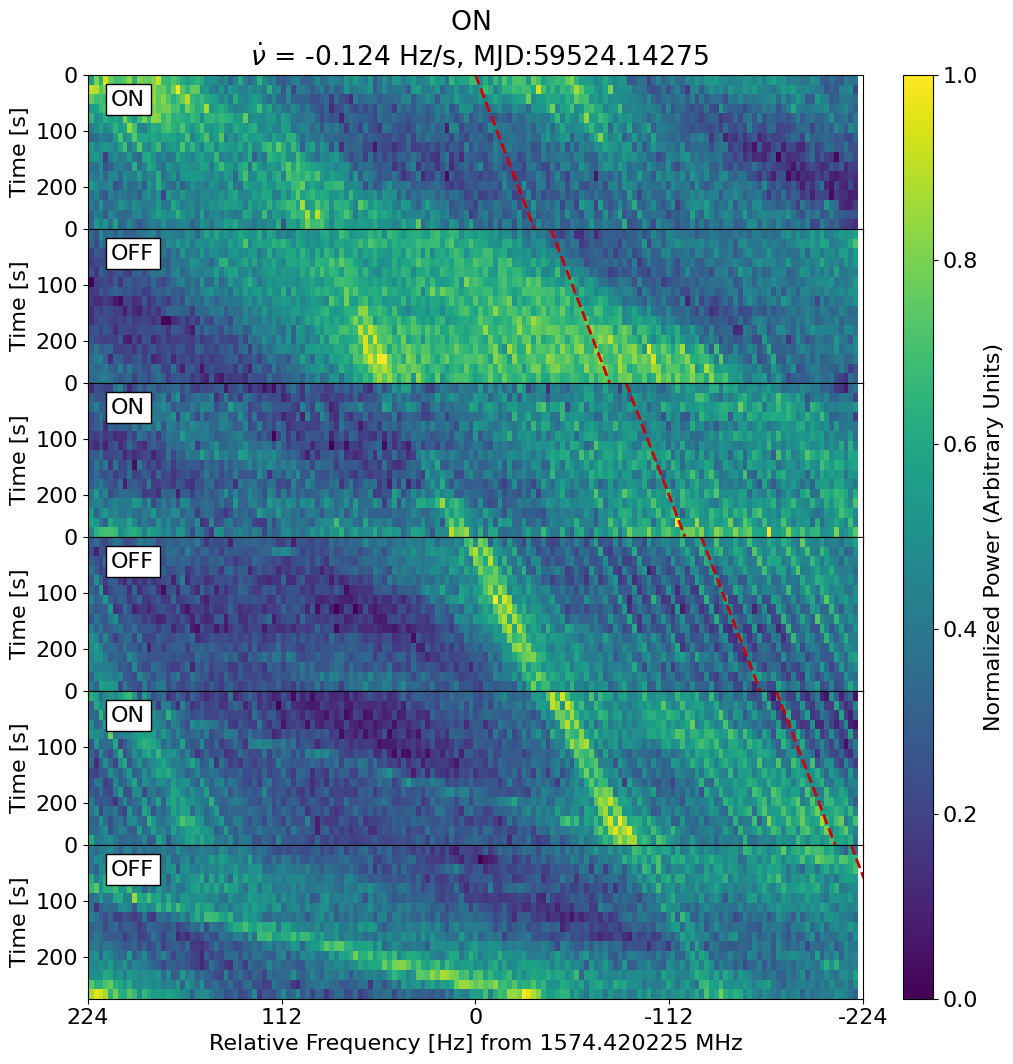 ON
ν̇ = -0.124 Hz/s, MJD:59524.14275
ON
OFF
ON
OFF
ON
OFF
Time [s]
0
100
200
Time [s]
0
100
200
Time [s]
0
100
200
Time [s]
0
100
200
Time [s]
0
100
200
Time [s]
0
100
200
224 112 0 -112 -224
Relative Frequency [Hz] from 1574.420225 MHz
1.0
0.8
0.6
0.4
0.2
0.0
Normalized Power (Arbitrary Units)